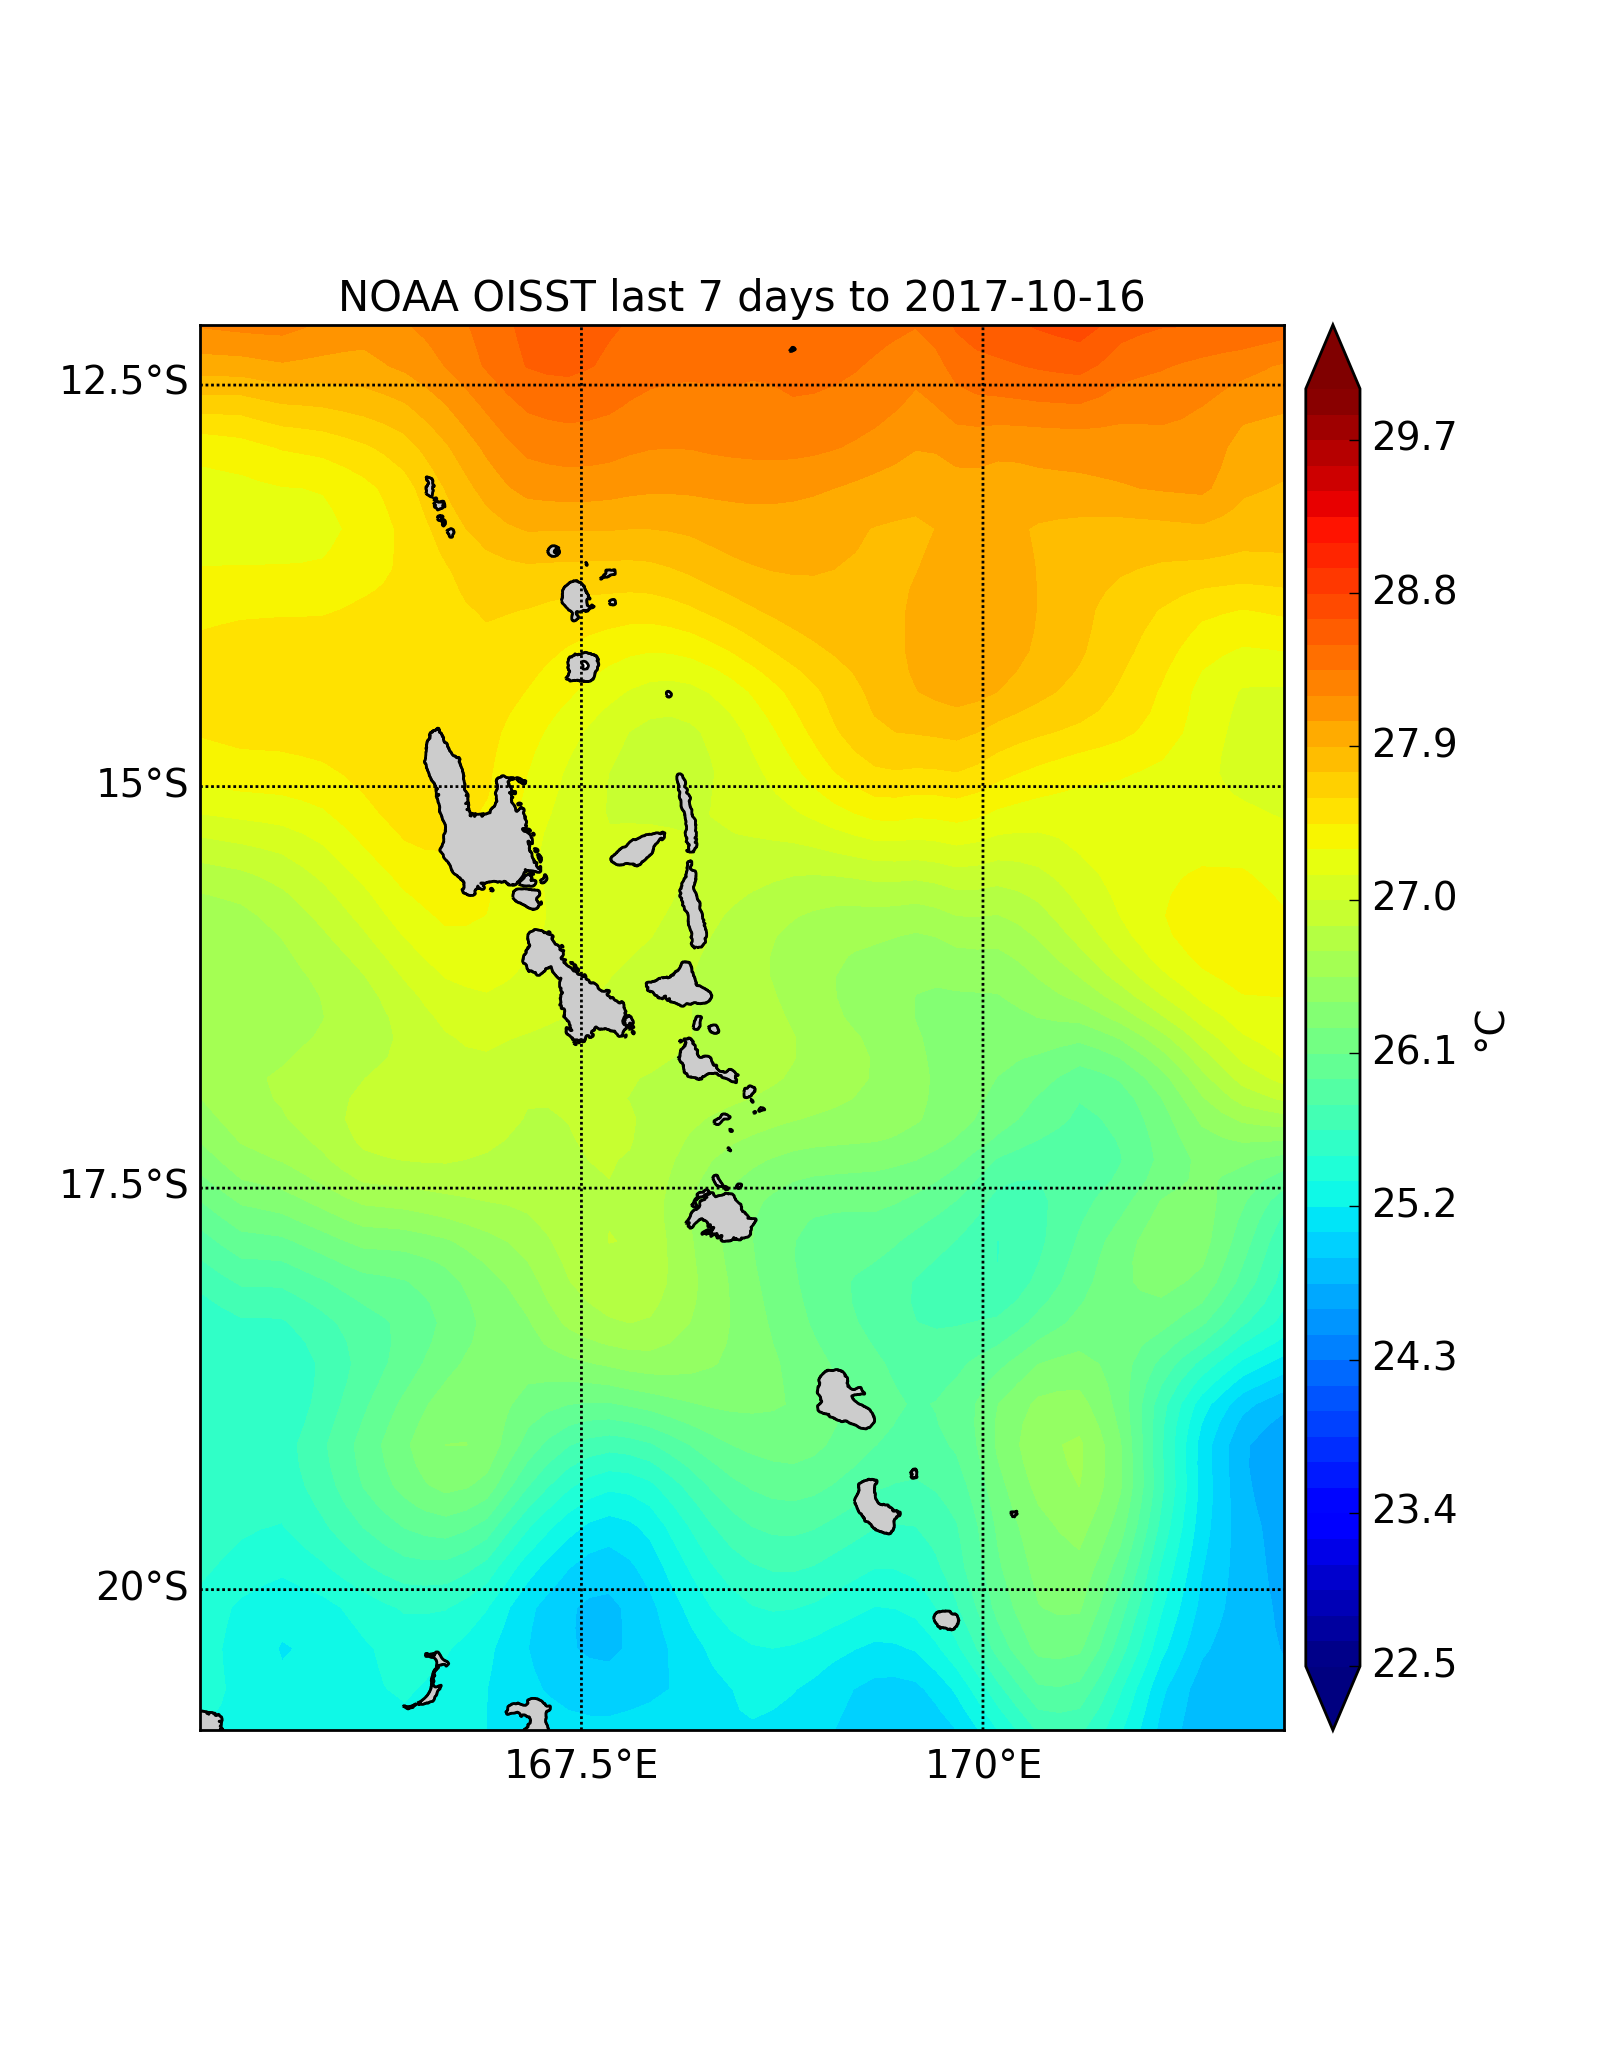 NOAA OISST last 7 days to 2017-10-16
12.5°S
15°S
17.5°S
20°S
167.5°E
170°E
29.7
28.8
27.9
27.0
26.1
25.2
24.3
23.4
22.5
°C